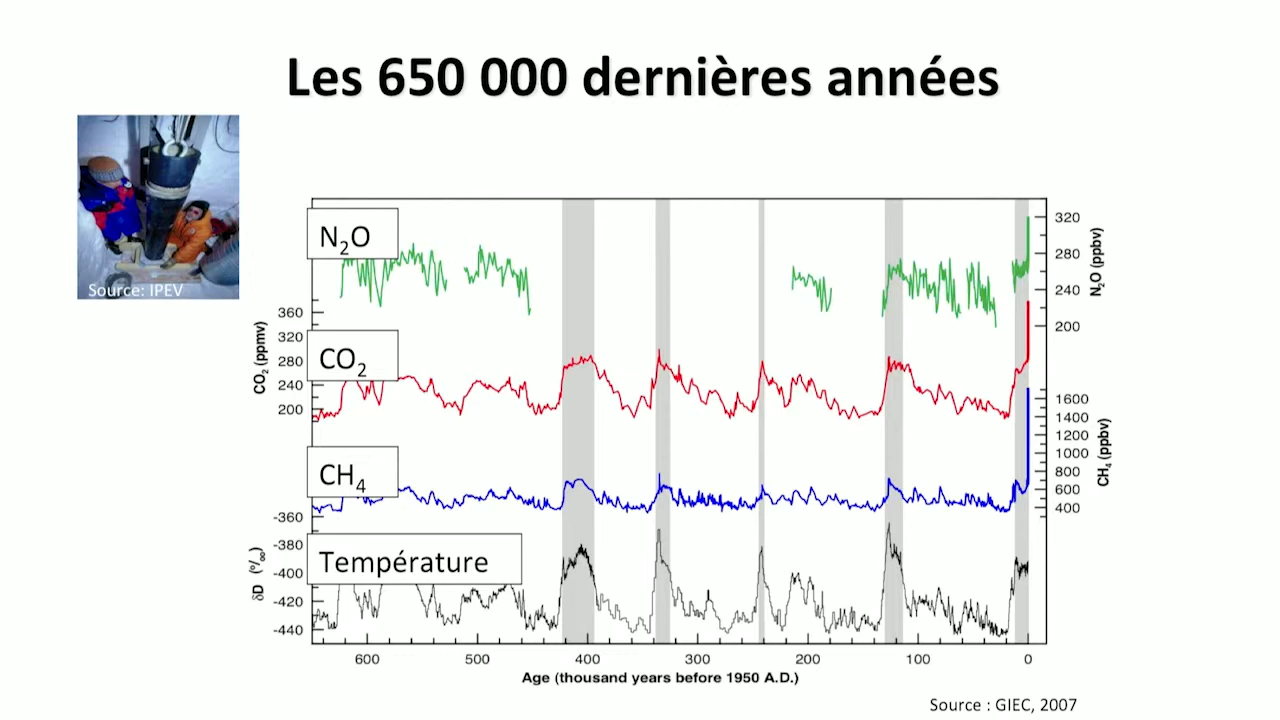 Les 650 000 dernières années
Source: IPEV
N₂O
320
280
240
200
N₂O (ppbv)
360
320
280
240
200
CO₂ (ppmv)
CO₂
1600
1400
1200
1000
800
600
400
CH₄ (ppbv)
CH₄
-360
-380
-400
-420
-440
δD (º/ₒₒ)
Température
600 500 400 300 200 100 0
Age (thousand years before 1950 A.D.)
Source : GIEC, 2007